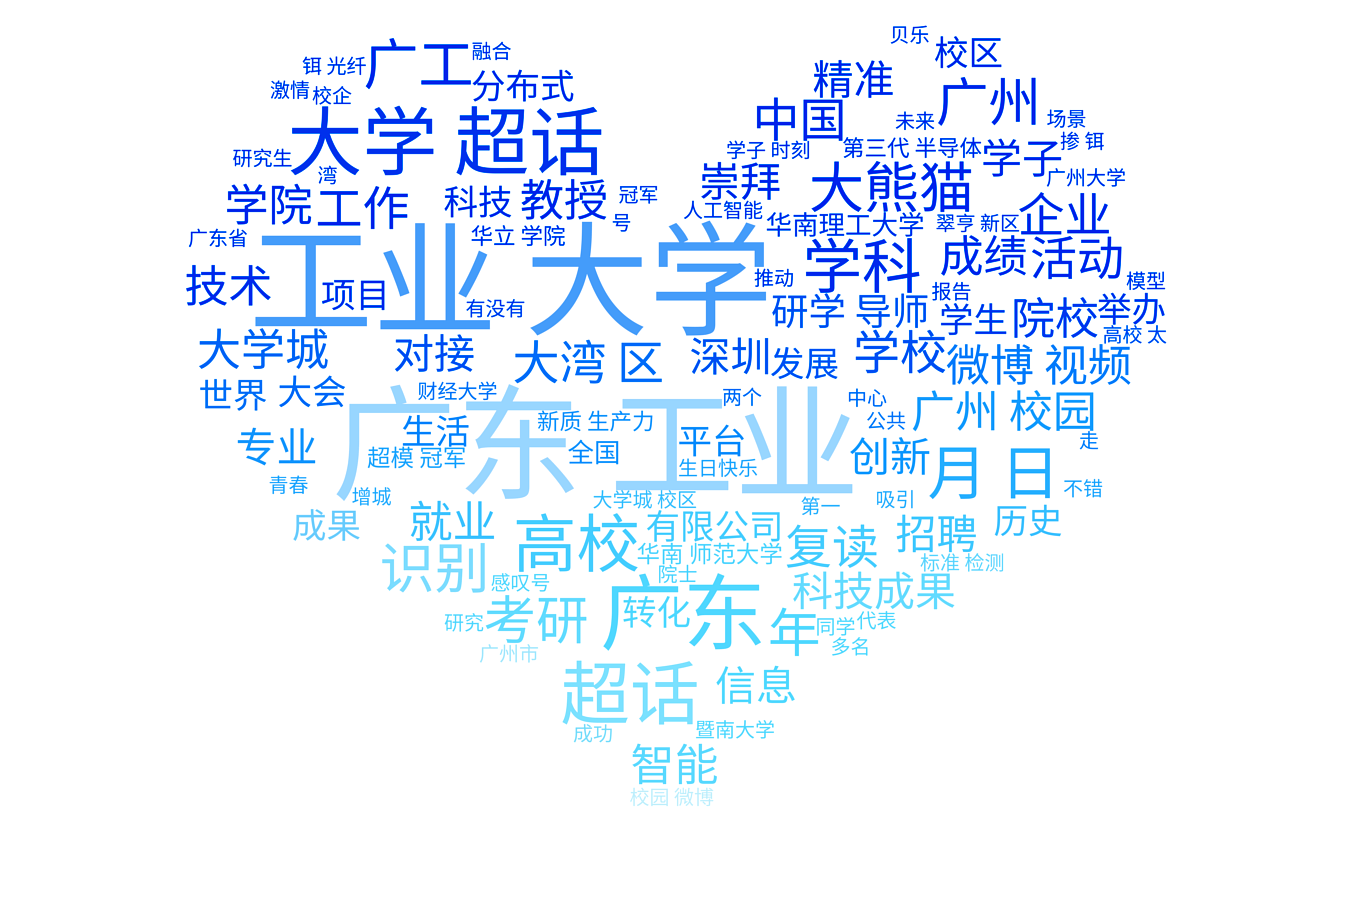 贝乐
广工 融合 校区
铒 光纤 分布式 精准
激情 校企 中国 广州
大学 超话 未来 场景
研究生 学子 时刻 第三代 半导体 学子 掺 铒
湾 崇拜 大熊猫 广州大学
学院 工作 科技 教授 冠军 人工智能 企业
号 华南理工大学 翠亨 新区
广东省 华立 学院
工业 大学 学科 成绩 活动
技术 项目 推动 模型
有没有 研学 导师 报告 学生 院校 举办
高校 太
大学城 对接 大湾 区 深圳 发展 学校 微博 视频
世界 大会 财经大学 两个 中心
广东 工业 广州 校园
生活 新质 生产力 公共
专业 超模 冠军 全国 平台 创新 走
生日快乐 月 日
青春 增城 大学城 校区 第一 吸引 不错
成果 就业 高校 有限公司 复读 招聘 历史
识别 华南 师范大学 标准 检测
感叹号 院士 科技成果
研究 考研 广东 转化 年 同学 代表
广州市 多名
超话 信息
成功 暨南大学
智能
校园 微博